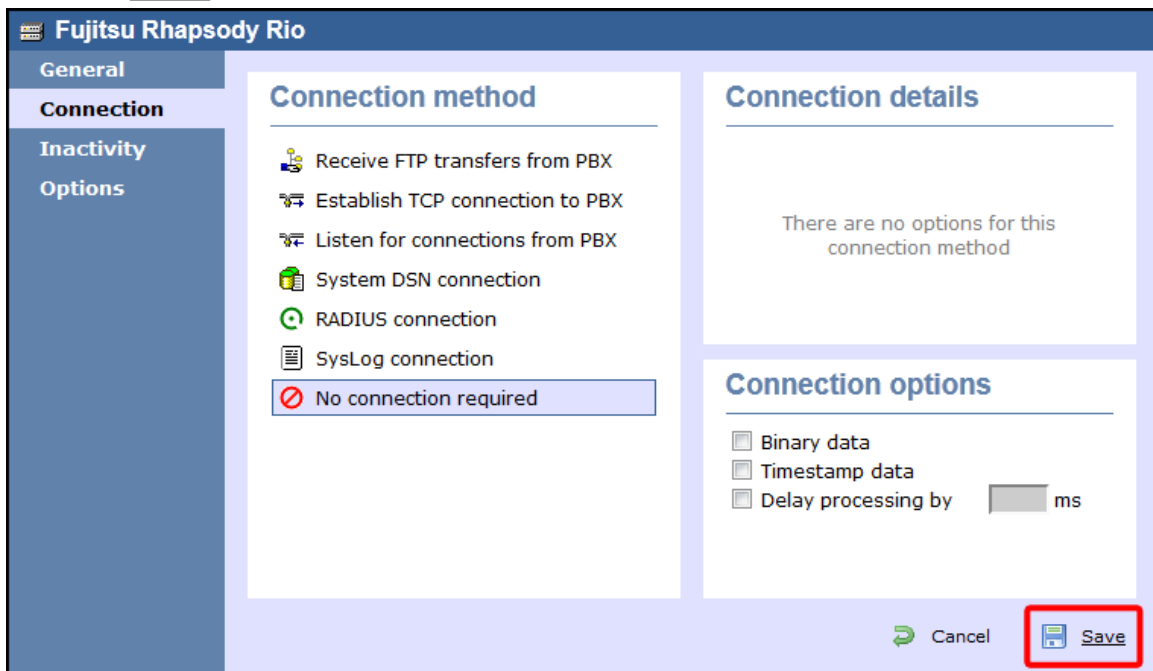 Fujitsu Rhapsody Rio
General
Connection
Inactivity
Options
Connection method
Receive FTP transfers from PBX
Establish TCP connection to PBX
Listen for connections from PBX
System DSN connection
RADIUS connection
SysLog connection
No connection required
Connection details
There are no options for this
connection method
Connection options
Binary data
Timestamp data
Delay processing by ms
Cancel
Save